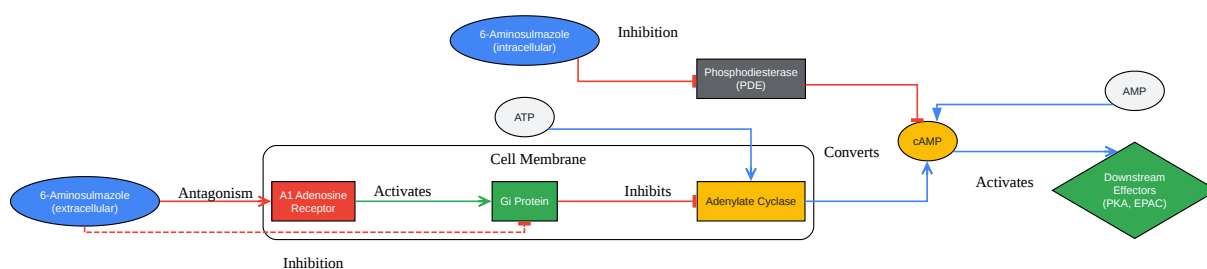 6-Aminosulmazole
(intracellular)
Inhibition
Phosphodiesterase
(PDE)
AMP
ATP
cAMP
Cell Membrane
Converts
6-Aminosulmazole
(extracellular)
Antagonism
A1 Adenosine
Receptor
Activates
Gi Protein
Inhibits
Adenylate Cyclase
Activates
Downstream
Effectors
(PKA, EPAC)
Inhibition